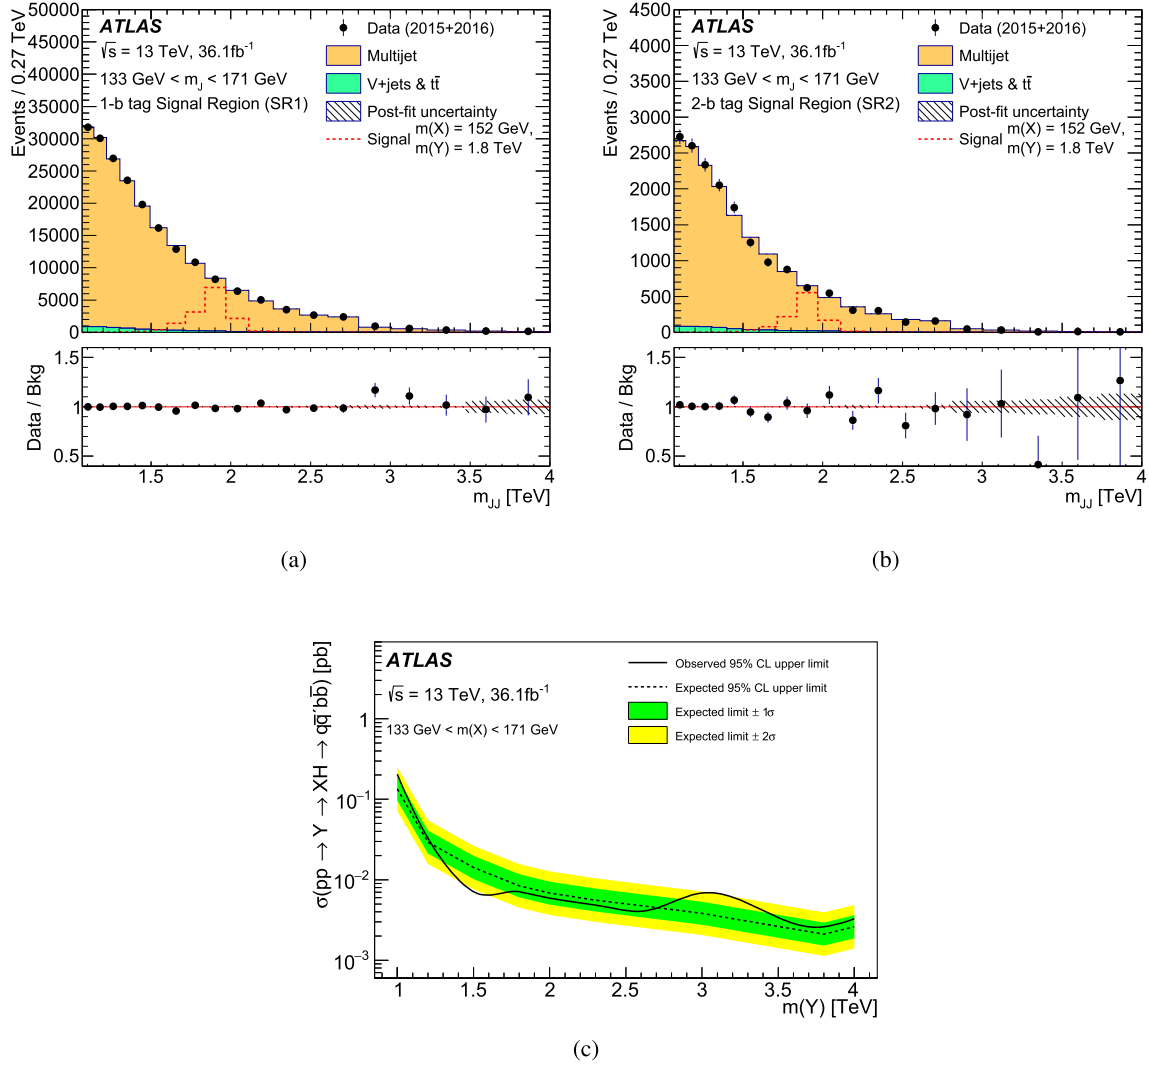 ATLAS
√s = 13 TeV, 36.1fb⁻¹
133 GeV < m_J < 171 GeV
1-b tag Signal Region (SR1)
Data (2015+2016)
Multijet
V+jets & tt̄
Post-fit uncertainty
Signal m(X) = 152 GeV,
m(Y) = 1.8 TeV
Events / 0.27 TeV
50000
45000
40000
35000
30000
25000
20000
15000
10000
5000
0
Data / Bkg
1.5
1
0.5
1.5 2 2.5 3 3.5 4
m_JJ [TeV]
(a)
ATLAS
√s = 13 TeV, 36.1fb⁻¹
133 GeV < m_J < 171 GeV
2-b tag Signal Region (SR2)
Data (2015+2016)
Multijet
V+jets & tt̄
Post-fit uncertainty
Signal m(X) = 152 GeV,
m(Y) = 1.8 TeV
Events / 0.27 TeV
4500
4000
3500
3000
2500
2000
1500
1000
500
0
Data / Bkg
1.5
1
0.5
1.5 2 2.5 3 3.5 4
m_JJ [TeV]
(b)
ATLAS
√s = 13 TeV, 36.1fb⁻¹
133 GeV < m(X) < 171 GeV
Observed 95% CL upper limit
Expected 95% CL upper limit
Expected limit ± 1σ
Expected limit ± 2σ
σ(pp → Y → XH → qq̄′bb̄) [pb]
1
10⁻¹
10⁻²
10⁻³
1 1.5 2 2.5 3 3.5 4
m(Y) [TeV]
(c)